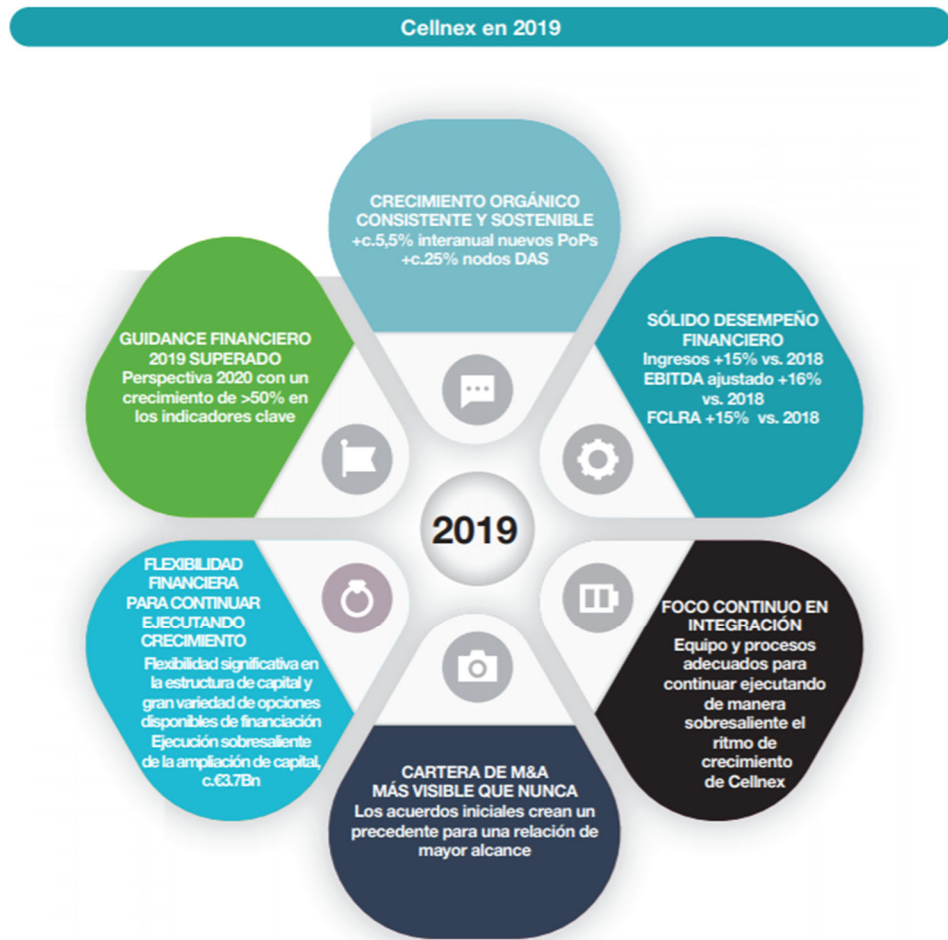 Cellnex en 2019
CRECIMIENTO ORGÁNICO
CONSISTENTE Y SOSTENIBLE
+c.5,5% interanual nuevos PoPs
+c.25% nodos DAS
SÓLIDO DESEMPEÑO
FINANCIERO
Ingresos +15% vs. 2018
EBITDA ajustado +16%
vs. 2018
FCLRA +15% vs. 2018
FOCO CONTINUO EN
INTEGRACIÓN
Equipo y procesos
adecuados para
continuar ejecutando
de manera
sobresaliente el
ritmo de
crecimiento
de Cellnex
CARTERA DE M&A
MÁS VISIBLE QUE NUNCA
Los acuerdos iniciales crean un
precedente para una relación de
mayor alcance
FLEXIBILIDAD
FINANCIERA
PARA CONTINUAR
EJECUTANDO
CRECIMIENTO
Flexibilidad significativa en
la estructura de capital y
gran variedad de opciones
disponibles de financiación
Ejecución sobresaliente
de la ampliación de capital,
c.€3.7Bn
GUIDANCE FINANCIERO
2019 SUPERADO
Perspectiva 2020 con un
crecimiento de >50% en
los indicadores clave
2019